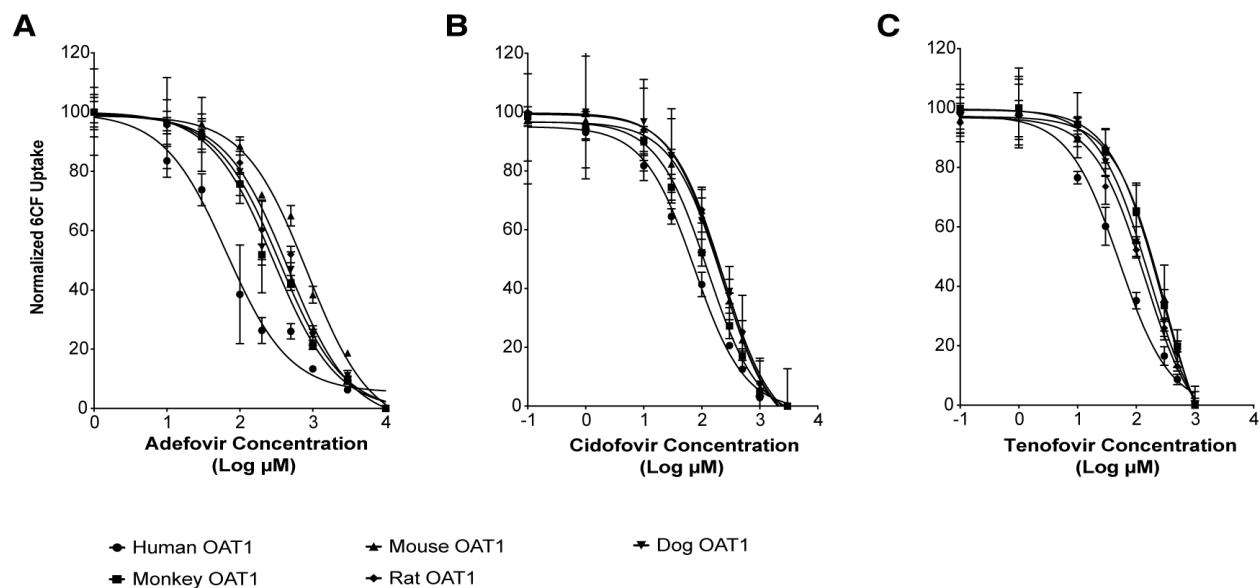 A
120
100
80
60
40
20
0
Normalized 6CF Uptake
0 1 2 3 4
Adefovir Concentration
(Log µM)
B
120
100
80
60
40
20
0
-1 0 1 2 3 4
Cidofovir Concentration
(Log µM)
C
120
100
80
60
40
20
0
-1 0 1 2 3 4
Tenofovir Concentration
(Log µM)
Human OAT1 Mouse OAT1 Dog OAT1
Monkey OAT1 Rat OAT1